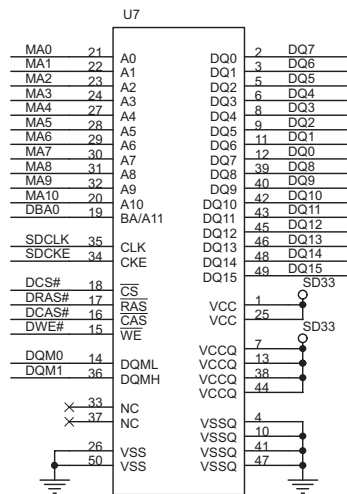 U7
MA0 21 A0 DQ0 2 DQ7
MA1 22 A1 DQ1 3 DQ6
MA2 23 A2 DQ2 5 DQ5
MA3 24 A3 DQ3 6 DQ4
MA4 27 A4 DQ4 8 DQ3
MA5 28 A5 DQ5 9 DQ2
MA6 29 A6 DQ6 11 DQ1
MA7 30 A7 DQ7 12 DQ0
MA8 31 A8 DQ8 39 DQ8
MA9 32 A9 DQ9 40 DQ9
MA10 20 A10 DQ10 42 DQ10
DBA0 19 BA/A11 DQ11 43 DQ11
DQ12 45 DQ12
SDCLK 35 CLK DQ13 46 DQ13
SDCKE 34 CKE DQ14 48 DQ14
DQ15 49 DQ15
SD33
DCS# 18 CS
DRAS# 17 RAS VCC 1
DCAS# 16 CAS VCC 25
DWE# 15 WE
SD33
VCCQ 7
DQM0 14 DQML VCCQ 13
DQM1 36 DQMH VCCQ 38
VCCQ 44
33 NC
37 NC VSSQ 4
VSSQ 10
26 VSS VSSQ 41
50 VSS VSSQ 47